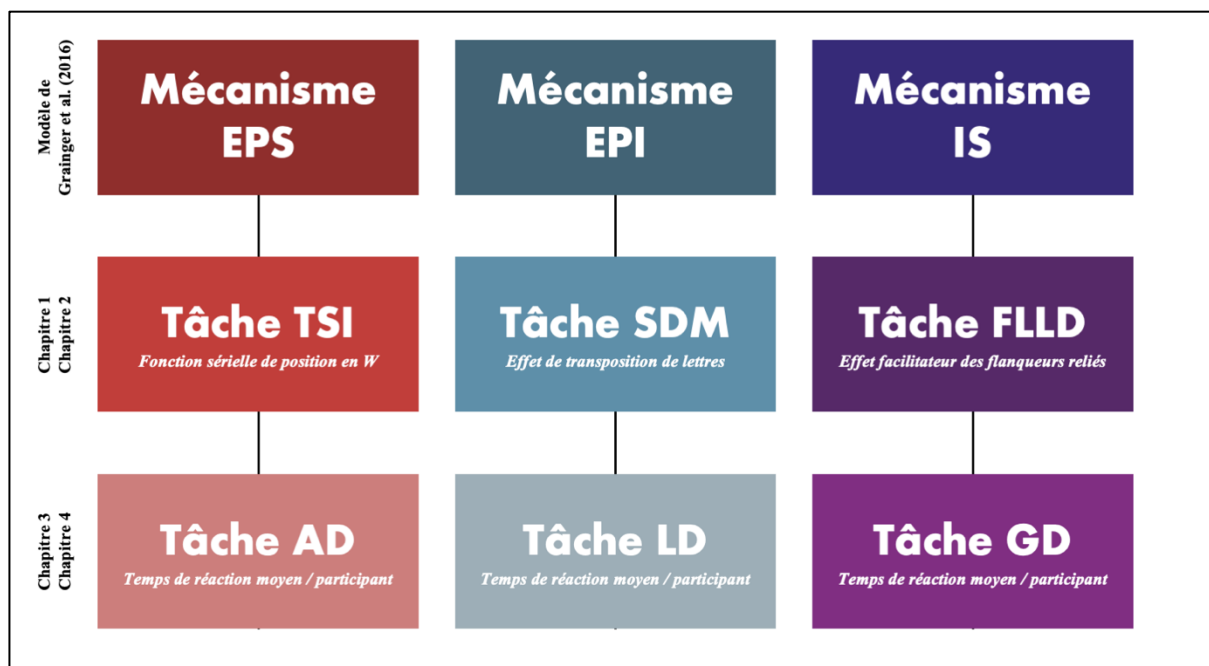 Modèle de
Grainger et al. (2016)
Mécanisme
EPS
Mécanisme
EPI
Mécanisme
IS
Chapitre 1
Chapitre 2
Tâche TSI
Fonction sérielle de position en W
Tâche SDM
Effet de transposition de lettres
Tâche FLLD
Effet facilitateur des flanqueurs reliés
Chapitre 3
Chapitre 4
Tâche AD
Temps de réaction moyen / participant
Tâche LD
Temps de réaction moyen / participant
Tâche GD
Temps de réaction moyen / participant